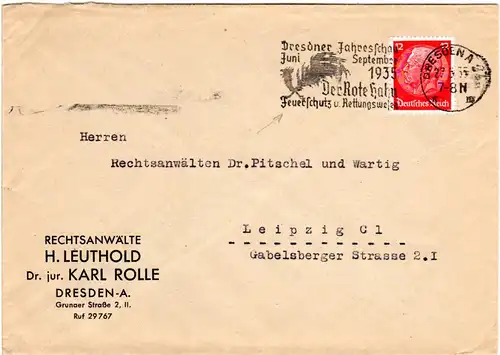 Dresdner Jahresschau
Juni September
1935
Der Rote Hahn
Feuerschutz u. Rettungswesen
DRESDEN A
7-8 N
12
Deutsches Reich
Herren
Rechtsanwälten Dr.Pitschel und Wartig
Leipzig C1
Gabelsberger Strasse 2.I
RECHTSANWÄLTE
H. LEUTHOLD
Dr. jur. KARL ROLLE
DRESDEN-A.
Grunaer Straße 2, II.
Ruf 29767